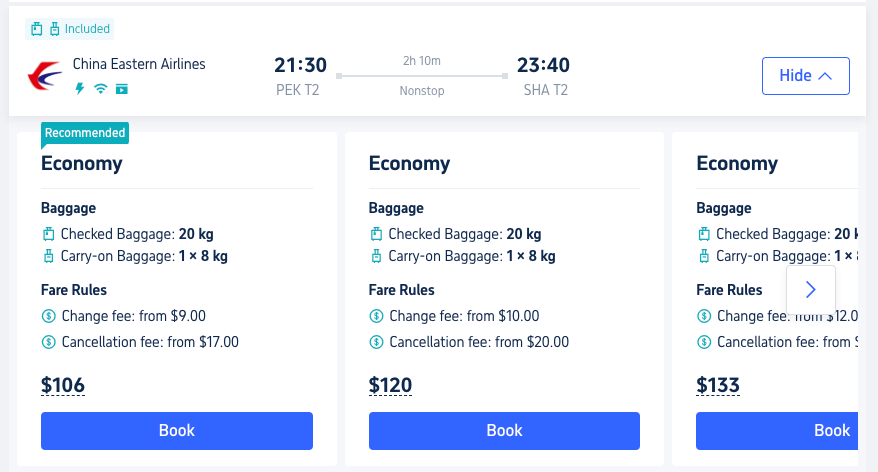 Included
China Eastern Airlines
21:30
PEK T2
2h 10m
Nonstop
23:40
SHA T2
Hide
Recommended
Economy
Baggage
Checked Baggage: 20 kg
Carry-on Baggage: 1 × 8 kg
Fare Rules
Change fee: from $9.00
Cancellation fee: from $17.00
$106
Book
Economy
Baggage
Checked Baggage: 20 kg
Carry-on Baggage: 1 × 8 kg
Fare Rules
Change fee: from $10.00
Cancellation fee: from $20.00
$120
Book
Economy
Baggage
Checked Baggage: 20
Carry-on Baggage: 1 ×
Fare Rules
Change fee: from $12.0
Cancellation fee: from
$133
Book